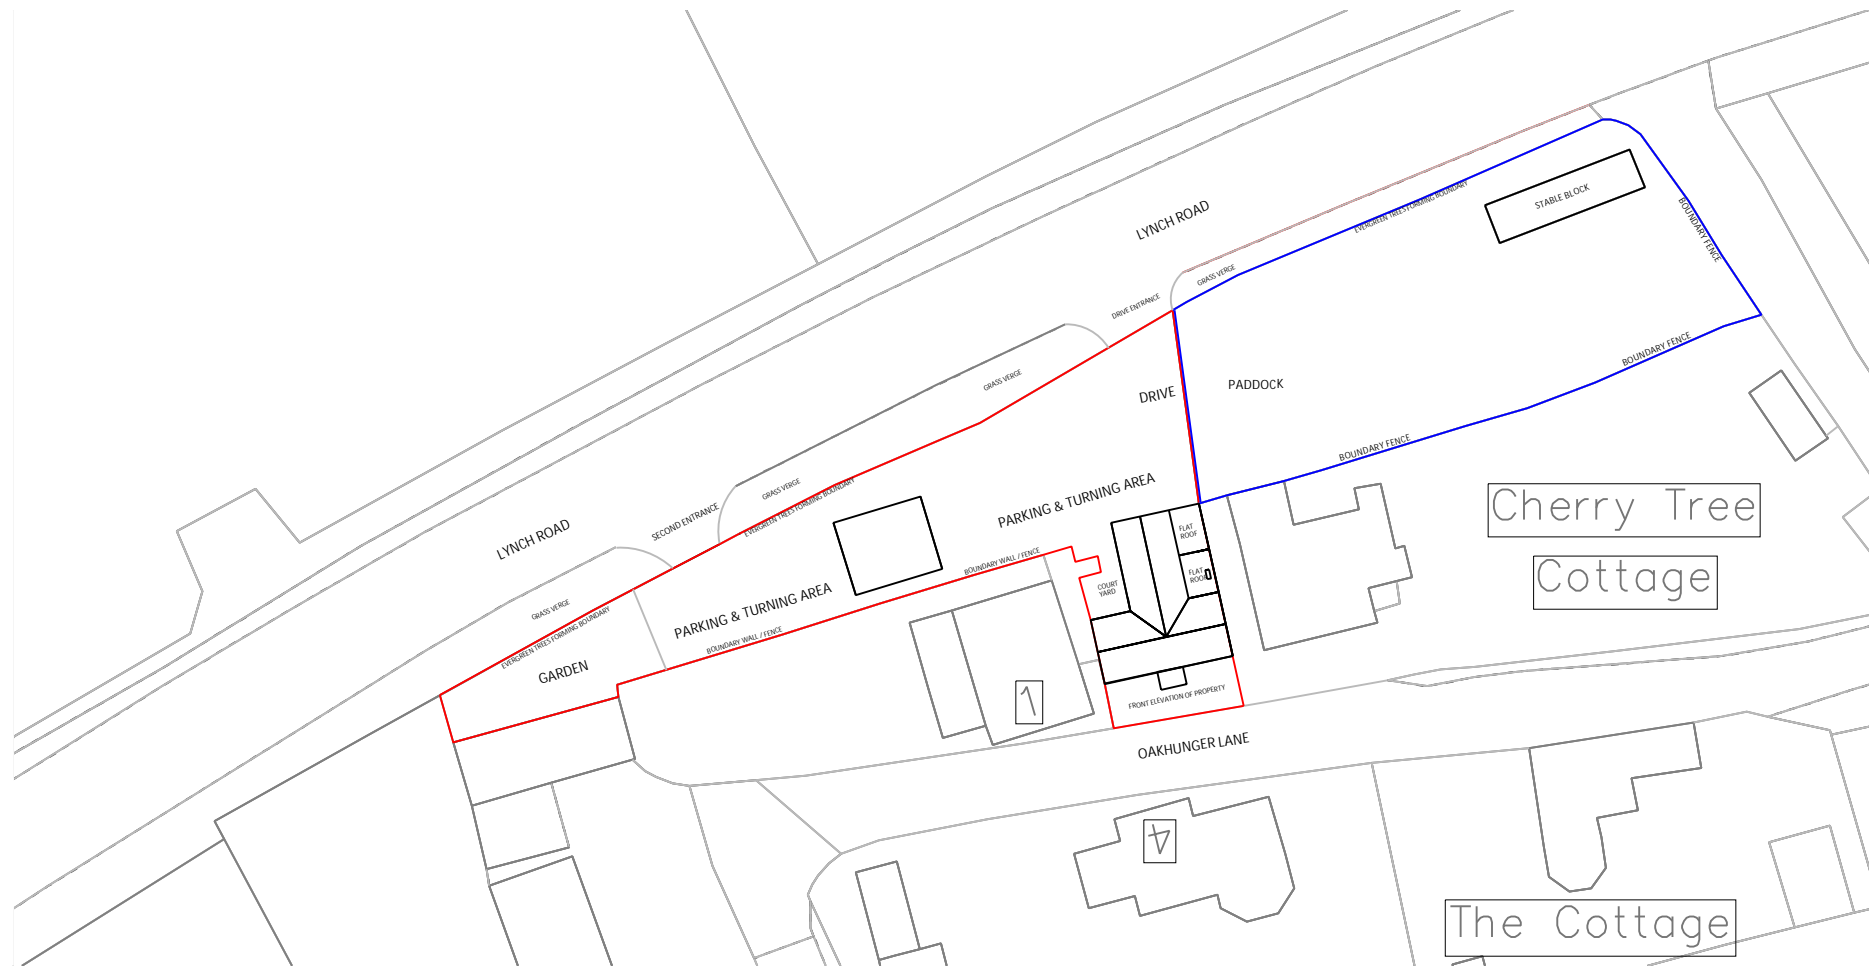 LYNCH ROAD
STABLE BLOCK
EVERGREEN TREES FORMING BOUNDARY
BOUNDARY FENCE
GRASS VERGE
DRIVE ENTRANCE
BOUNDARY FENCE
GRASS VERGE
PADDOCK
DRIVE
BOUNDARY FENCE
PARKING & TURNING AREA
GRASS VERGE
EVERGREEN TREES FORMING BOUNDARY
SECOND ENTRANCE
LYNCH ROAD
Cherry Tree
Cottage
FLAT
ROOF
BOUNDARY WALL / FENCE
FLAT
ROOF
COURT
YARD
PARKING & TURNING AREA
GRASS VERGE
EVERGREEN TREES FORMING BOUNDARY
BOUNDARY WALL / FENCE
GARDEN
1
FRONT ELEVATION OF PROPERTY
OAKHUNGER LANE
4
The Cottage